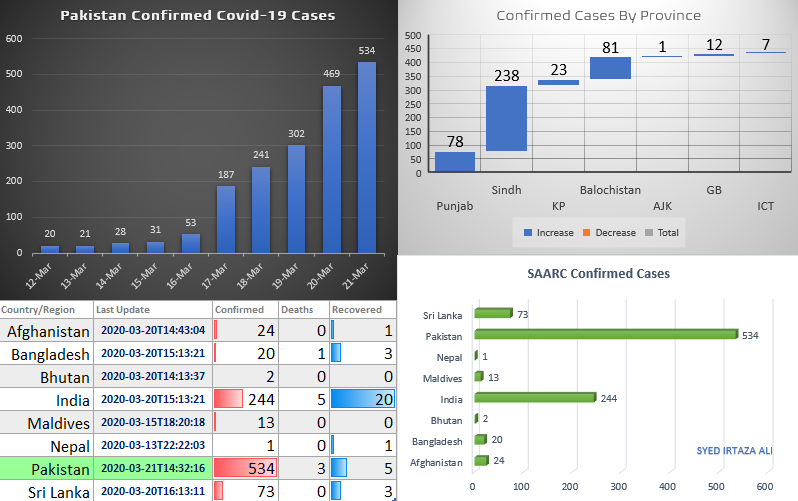 Pakistan Confirmed Covid-19 Cases
600
500
400
300
200
100
0
20
21
28
31
53
187
241
302
469
534
12-Mar
13-Mar
14-Mar
15-Mar
16-Mar
17-Mar
18-Mar
19-Mar
20-Mar
21-Mar
Confirmed Cases By Province
500
450
400
350
300
250
200
150
100
50
0
78
238
23
81
1
12
7
Punjab
Sindh
KP
Balochistan
AJK
GB
ICT
Increase Decrease Total
Country/Region Last Update Confirmed Deaths Recovered
Afghanistan 2020-03-20T14:43:04 24 0 1
Bangladesh 2020-03-20T15:13:21 20 1 3
Bhutan 2020-03-20T14:13:37 2 0 0
India 2020-03-20T15:13:21 244 5 20
Maldives 2020-03-15T18:20:18 13 0 0
Nepal 2020-03-13T22:22:03 1 0 1
Pakistan 2020-03-21T14:32:16 534 3 5
Sri Lanka 2020-03-20T16:13:11 73 0 3
SAARC Confirmed Cases
Sri Lanka 73
Pakistan 534
Nepal 1
Maldives 13
India 244
Bhutan 2
Bangladesh 20
Afghanistan 24
SYED IRTAZA ALI
0 100 200 300 400 500 600